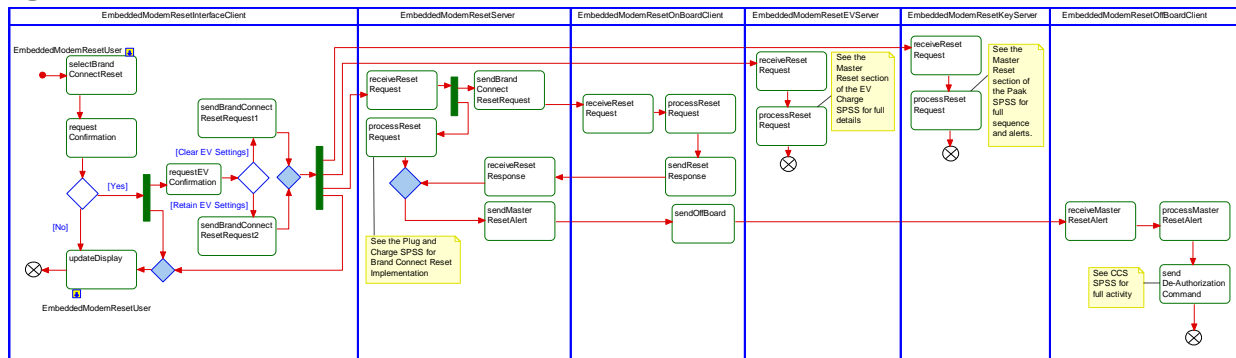 EmbeddedModemResetInterfaceClient
EmbeddedModemResetServer
EmbeddedModemResetOnBoardClient
EmbeddedModemResetEVServer
EmbeddedModemResetKeyServer
EmbeddedModemResetOffBoardClient
EmbeddedModemResetUser
selectBrand
ConnectReset
request
Confirmation
[Yes]
[No]
updateDisplay
EmbeddedModemResetUser
sendBrandConnect
ResetRequest1
[Clear EV Settings]
requestEV
Confirmation
[Retain EV Settings]
sendBrandConnect
ResetRequest2
receiveReset
Request
processReset
Request
See the Plug and
Charge SPSS for
Brand Connect Reset
Implementation
sendBrand
Connect
ResetRequest
receiveReset
Response
sendMaster
ResetAlert
receiveReset
Request
processReset
Request
sendReset
Response
sendOffBoard
receiveReset
Request
processReset
Request
See the
Master
Reset section
of the EV
Charge
SPSS for full
details
receiveReset
Request
processReset
Request
See the
Master
Reset
section of
the Paak
SPSS for
full
sequence
and alerts.
receiveMaster
ResetAlert
processMaster
ResetAlert
See CCS
SPSS for
full activity
send
De-Authorization
Command